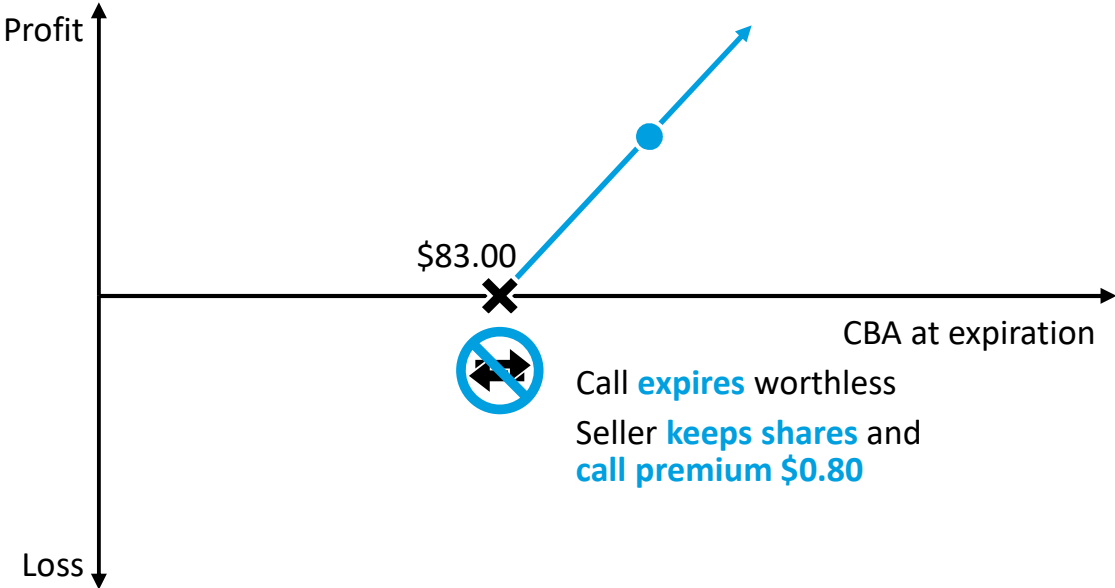 Profit
$83.00
CBA at expiration
Call expires worthless
Seller keeps shares and
call premium $0.80
Loss